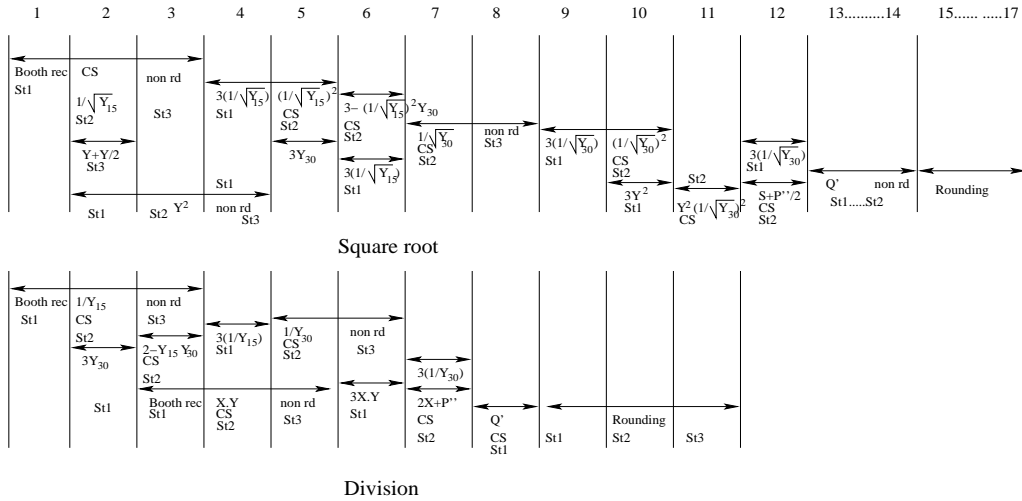 1 2 3 4 5 6 7 8 9 10 11 12 13..........14 15...... .....17
Booth rec CS non rd
St1
1/√Y15
St2
St3
Y+Y/2
St3
St1 St2 Y² non rd
St3
St1
3(1/√Y15) (1/√Y15)²
St1
CS
St2
3Y30
3− (1/√Y15)²Y30
CS
St2
3(1/√Y15)
St1
1/√Y30 non rd
CS St3
St2
3(1/√Y30) (1/√Y30)²
St1
CS
St2
3Y²
St1
St2
Y²(1/√Y30)²
CS
3(1/√Y30)
St1
S+P''/2
CS
St2
Q' non rd
St1.....St2
Rounding
Square root
Booth rec 1/Y15 non rd
St1 CS St3
St2
3Y30
St1
2−Y15 Y30
CS
St2
Booth rec X.Y non rd
St1 CS St3
St2
3(1/Y15)
St1
1/Y30 non rd
CS St3
St2
3X.Y
St1
3(1/Y30)
2X+P''
CS
St2
Q'
CS
St1
Rounding
St1 St2 St3
Division